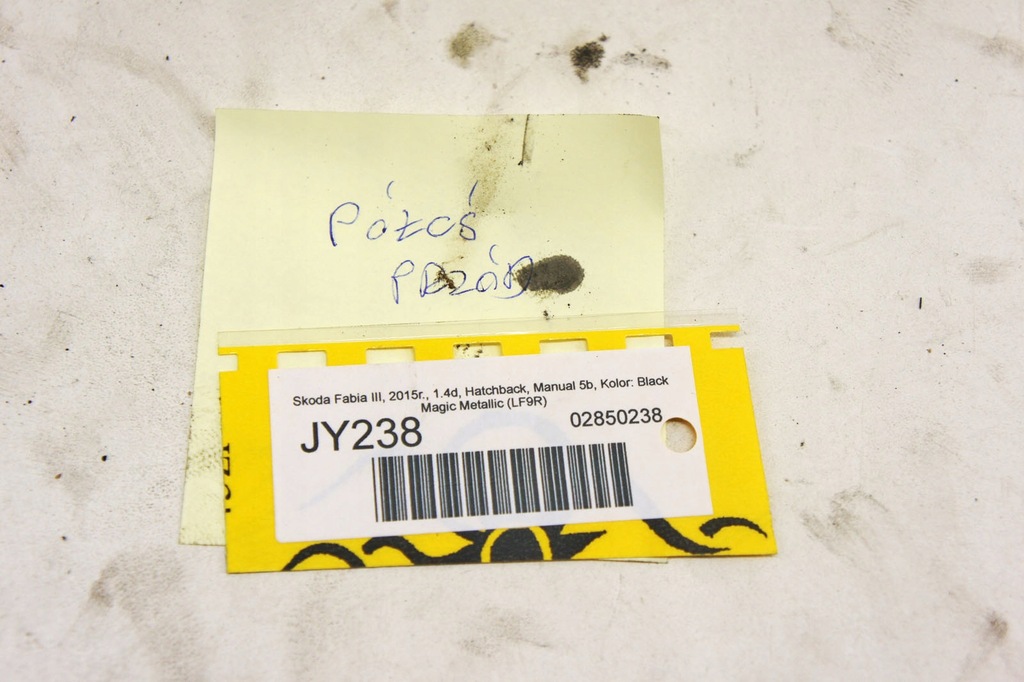 PÓŁOŚ
PRZÓD
Skoda Fabia III, 2015r., 1.4d, Hatchback, Manual 5b, Kolor: Black
Magic Metallic (LF9R)
JY238
02850238